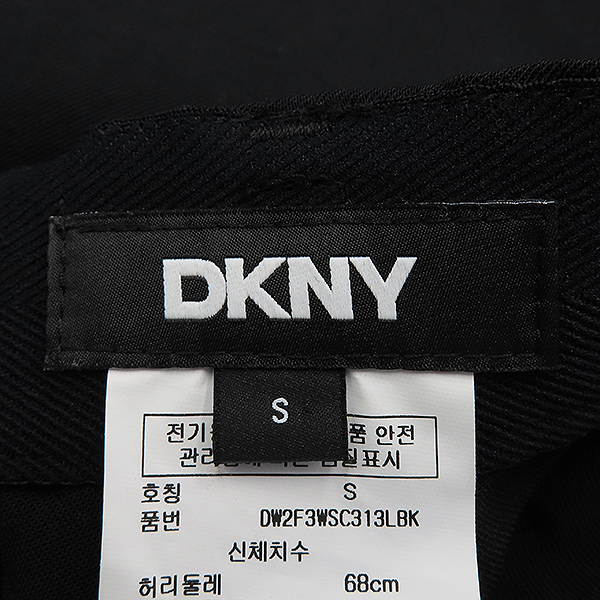 DKNY
S
전기 품 안전
관리 표시
호칭 S
품번 DW2F3WSC313LBK
신체치수
허리둘레 68cm